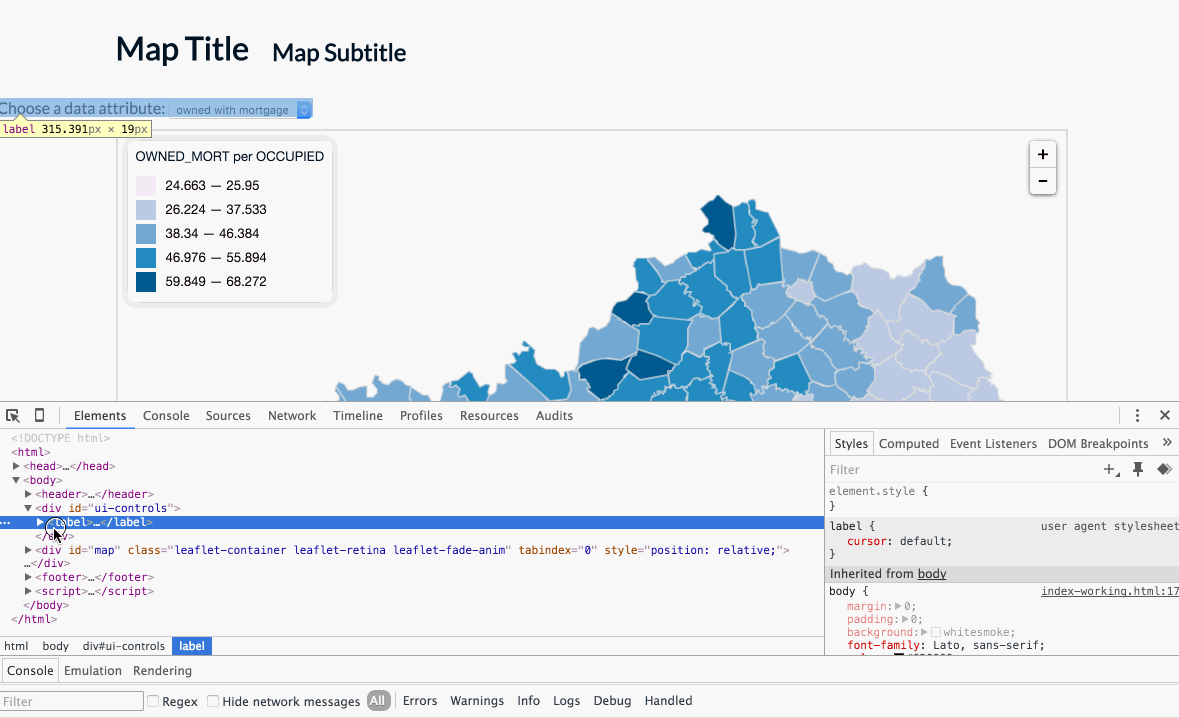 Map Title Map Subtitle
Choose a data attribute: owned with mortgage
label 315.391px × 19px
OWNED_MORT per OCCUPIED
24.663 — 25.95
26.224 — 37.533
38.34 — 46.384
46.976 — 55.894
59.849 — 68.272
+
−
Elements Console Sources Network Timeline Profiles Resources Audits
<!DOCTYPE html>
<html>
<head>…</head>
<body>
<header>…</header>
<div id="ui-controls">
<label>…</label>
</div>
<div id="map" class="leaflet-container leaflet-retina leaflet-fade-anim" tabindex="0" style="position: relative;">
…</div>
<footer>…</footer>
<script>…</script>
</body>
</html>
html body div#ui-controls label
Styles Computed Event Listeners DOM Breakpoints »
Filter
element.style {
}
label { user agent stylesheet
cursor: default;
}
Inherited from body
body { index-working.html:17
margin: 0;
padding: 0;
background: whitesmoke;
font-family: Lato, sans-serif;
Console Emulation Rendering
Filter Regex Hide network messages All Errors Warnings Info Logs Debug Handled